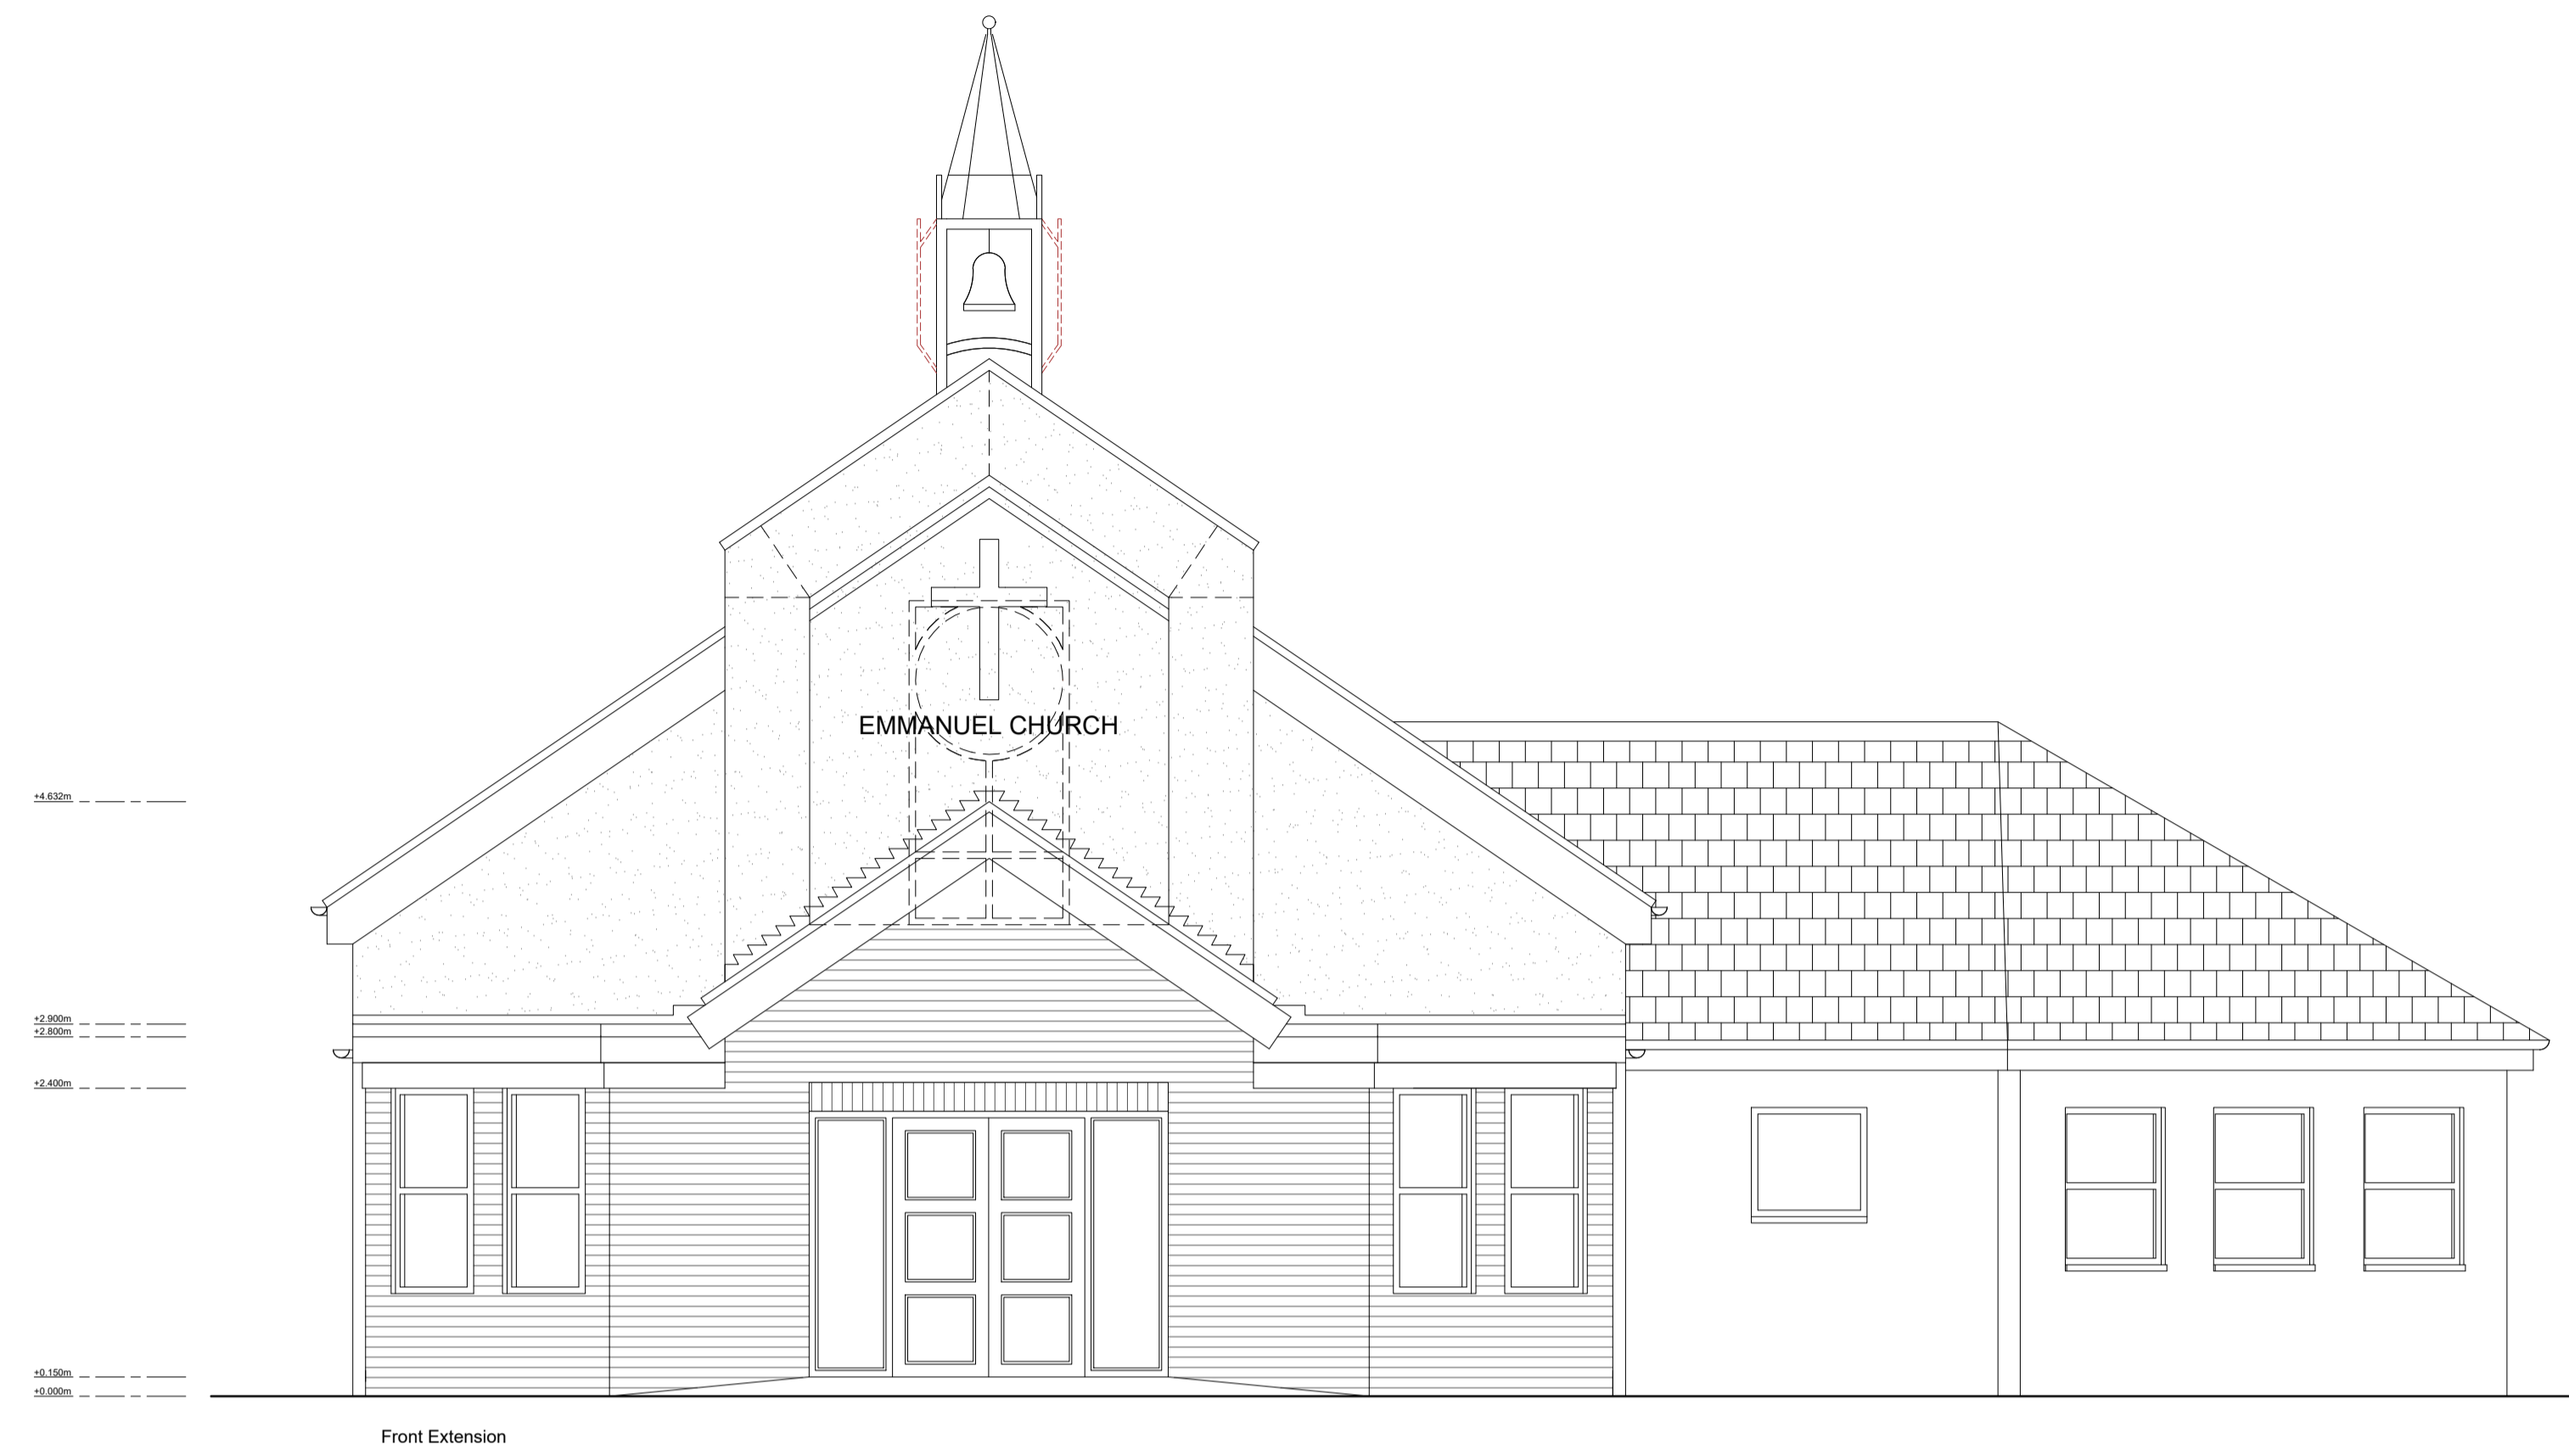 EMMANUEL CHURCH
+4.632m
+2.900m
+2.800m
+2.400m
+0.150m
+0.000m
Front Extension